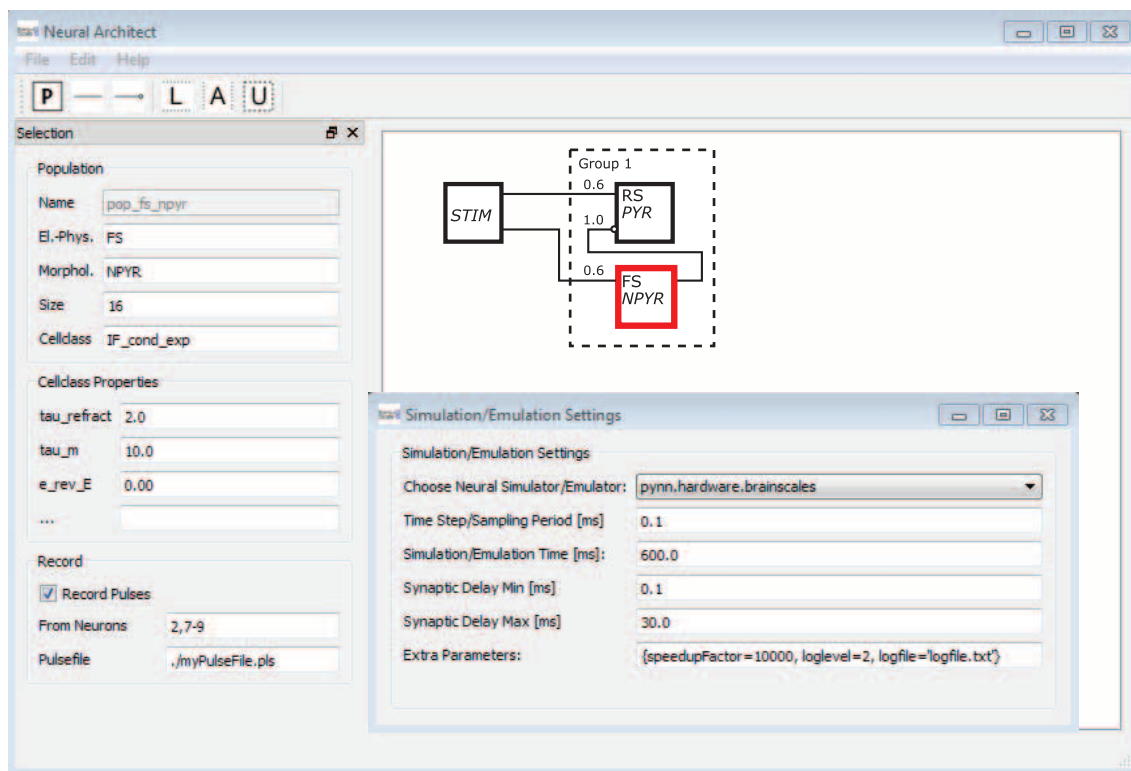 Neural Architect
File Edit Help
P L A U
Selection
Population
Name pop_fs_npyr
El.-Phys. FS
Morphol. NPYR
Size 16
Cellclass IF_cond_exp
Cellclass Properties
tau_refract 2.0
tau_m 10.0
e_rev_E 0.00
...
Record
Record Pulses
From Neurons 2,7-9
Pulsefile ./myPulseFile.pls
Group 1
STIM
0.6
RS
PYR
1.0
0.6
FS
NPYR
Simulation/Emulation Settings
Simulation/Emulation Settings
Choose Neural Simulator/Emulator: pynn.hardware.brainscales
Time Step/Sampling Period [ms] 0.1
Simulation/Emulation Time [ms]: 600.0
Synaptic Delay Min [ms] 0.1
Synaptic Delay Max [ms] 30.0
Extra Parameters: {speedupFactor=10000, loglevel=2, logfile='logfile.txt'}